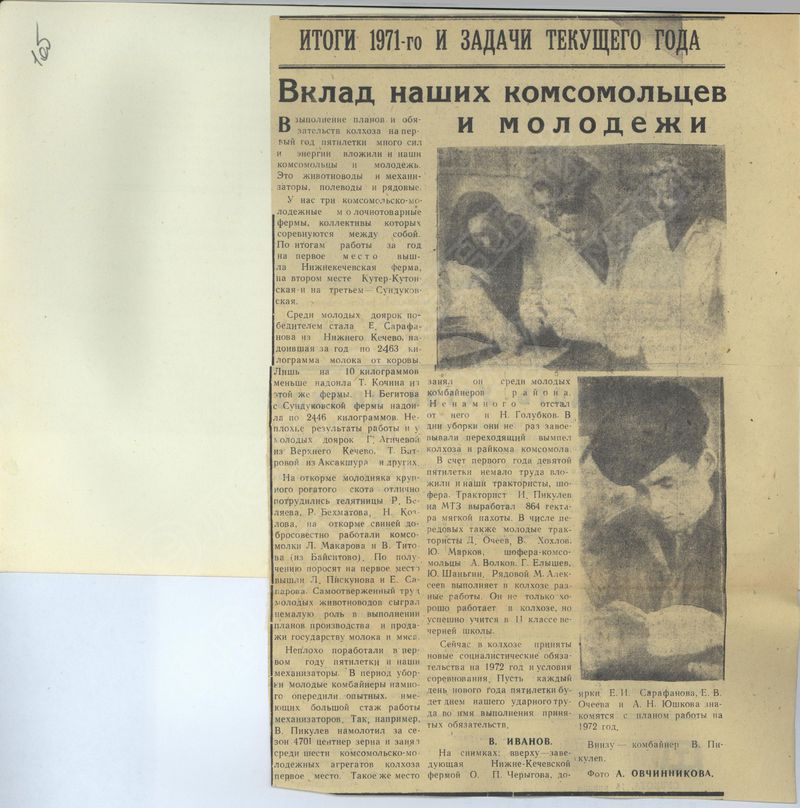 165
ИТОГИ 1971-го И ЗАДАЧИ ТЕКУЩЕГО ГОДА
Вклад наших комсомольцев
и молодежи
В выполнение планов и обя-
зательств колхоза на пер-
вый год пятилетки много сил
и энергии вложили и наши
комсомольцы и молодежь.
Это животноводы и механи-
заторы, полеводы и рядовые.
У нас три комсомольско-мо-
лодежные молочнотоварные
фермы, коллективы которых
соревнуются между собой.
По итогам работы за год
на первое место выш-
ла Нижнекечевская ферма,
на втором месте Кутер-Кутон-
ская и на третьем—Сундуков-
ская.
Среди молодых доярок по-
бедителем стала Е. Сарафа-
нова из Нижнего Кечево, на-
доившая за год по 2463 ки-
лограмма молока от коровы.
Лишь на 10 килограммов
меньше надоила Т. Кочина из
этой же фермы. Н. Бегитова
с Сундуковской фермы надои-
ла по 2446 килограммов. Не-
плохие результаты работы и у
молодых доярок Г. Агачевой
из Верхнего Кечево, Т. Бат-
ровой из Аксакшура и других.
На откорме молодняка круп-
ного рогатого скота отлично
потрудились телятницы Р. Бе-
ляева, Р. Бехматова, Н. Коз-
лова, на откорме свиней до-
бросовестно работали комсо-
молки Л. Макарова и В. Тито-
ва (из Байситово). По полу-
чению поросят на первое место
вышли Л. Пискунова и Е. Са-
парова. Самоотверженный труд
молодых животноводов сыграл
немалую роль в выполнении
планов производства и прода-
жи государству молока и мяса.
Неплохо поработали в пер-
вом году пятилетки и наши
механизаторы. В период убор-
ки молодые комбайнеры намно-
го опередили опытных, име-
ющих большой стаж работы
механизаторов. Так, например,
В. Пикулев намолотил за се-
зон 4701 центнер зерна и занял
среди шести комсомольско-мо-
лодежных агрегатов колхоза
первое место. Такое же место
занял он среди молодых
комбайнеров района.
Ненамного отстал
от него и Н. Голубков. В
дни уборки они не раз завое-
вывали переходящий вымпел
колхоза и райкома комсомола.
В счет первого года девятой
пятилетки немало труда вло-
жили и наши трактористы, шо-
фера. Тракторист И. Пикулев
на МТЗ выработал 864 гекта-
ра мягкой пахоты. В числе пе-
редовых также молодые трак-
тористы Д. Очеев, В. Хохлов,
Ю. Марков, шофера-комсо-
мольцы А. Волков, Г. Елышев,
Ю. Шаньгин. Рядовой М. Алек-
сеев выполняет в колхозе раз-
ные работы. Он не только хо-
рошо работает в колхозе, но
успешно учится в 11 классе ве-
черней школы.
Сейчас в колхозе приняты
новые социалистические обяза-
тельства на 1972 год и условия
соревнования. Пусть каждый
день нового года пятилетки бу-
дет днем нашего ударного тру-
да во имя выполнения приня-
тых обязательств.
В. ИВАНОВ.
На снимках: вверху—заве-
дующая Нижне-Кечевской
фермой О. П. Черыгова, до-
ярки Е. И. Сарафанова, Е. В.
Очеева и А. Н. Юшкова зна-
комятся с планом работы на
1972 год.
Внизу — комбайнер В. Пи-
кулев.
Фото А. ОВЧИННИКОВА.